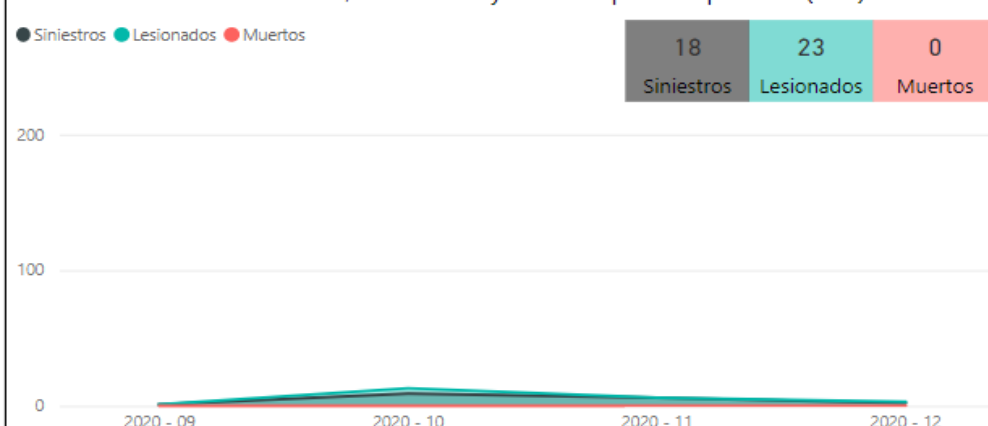 Siniestros Lesionados Muertos
18 23 0
Siniestros Lesionados Muertos
200
100
0
2020 - 09 2020 - 10 2020 - 11 2020 - 12